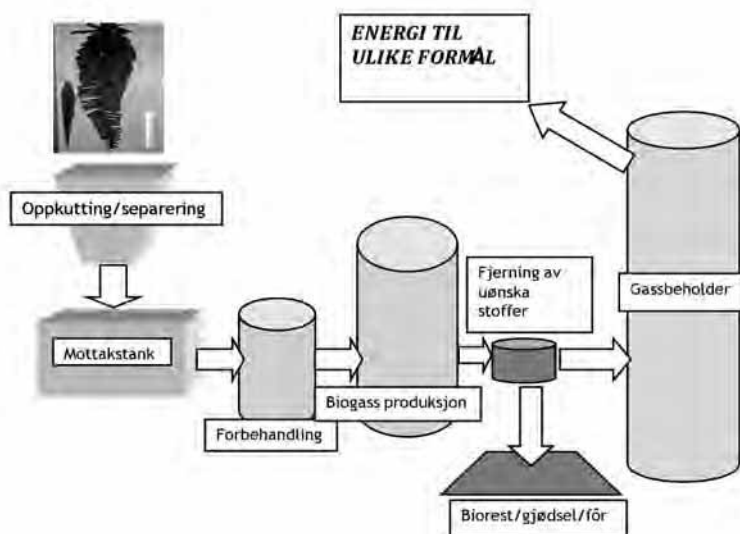 ENERGI TIL
ULIKE FORMÅL
Oppkutting/separering
Mottakstank
Forbehandling
Biogass produksjon
Fjerning av
uønska
stoffer
Gassbeholder
Biorest/gjødsel/fôr